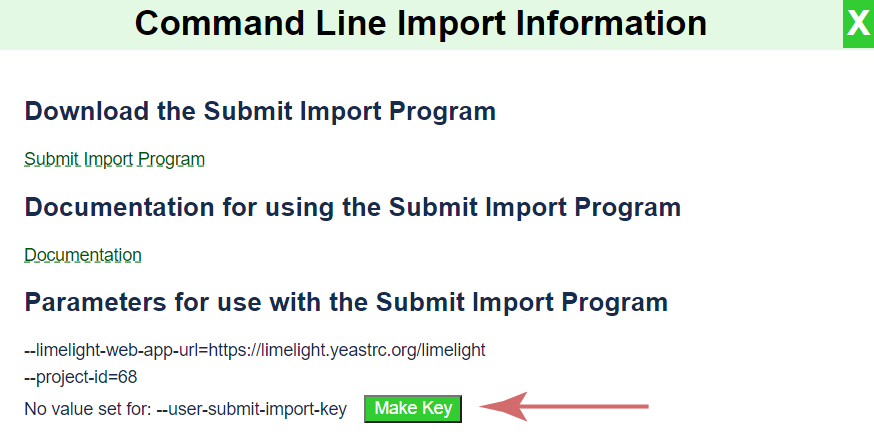 Command Line Import Information
X
Download the Submit Import Program
Submit Import Program
Documentation for using the Submit Import Program
Documentation
Parameters for use with the Submit Import Program
--limelight-web-app-url=https://limelight.yeastrc.org/limelight
--project-id=68
No value set for: --user-submit-import-key Make Key